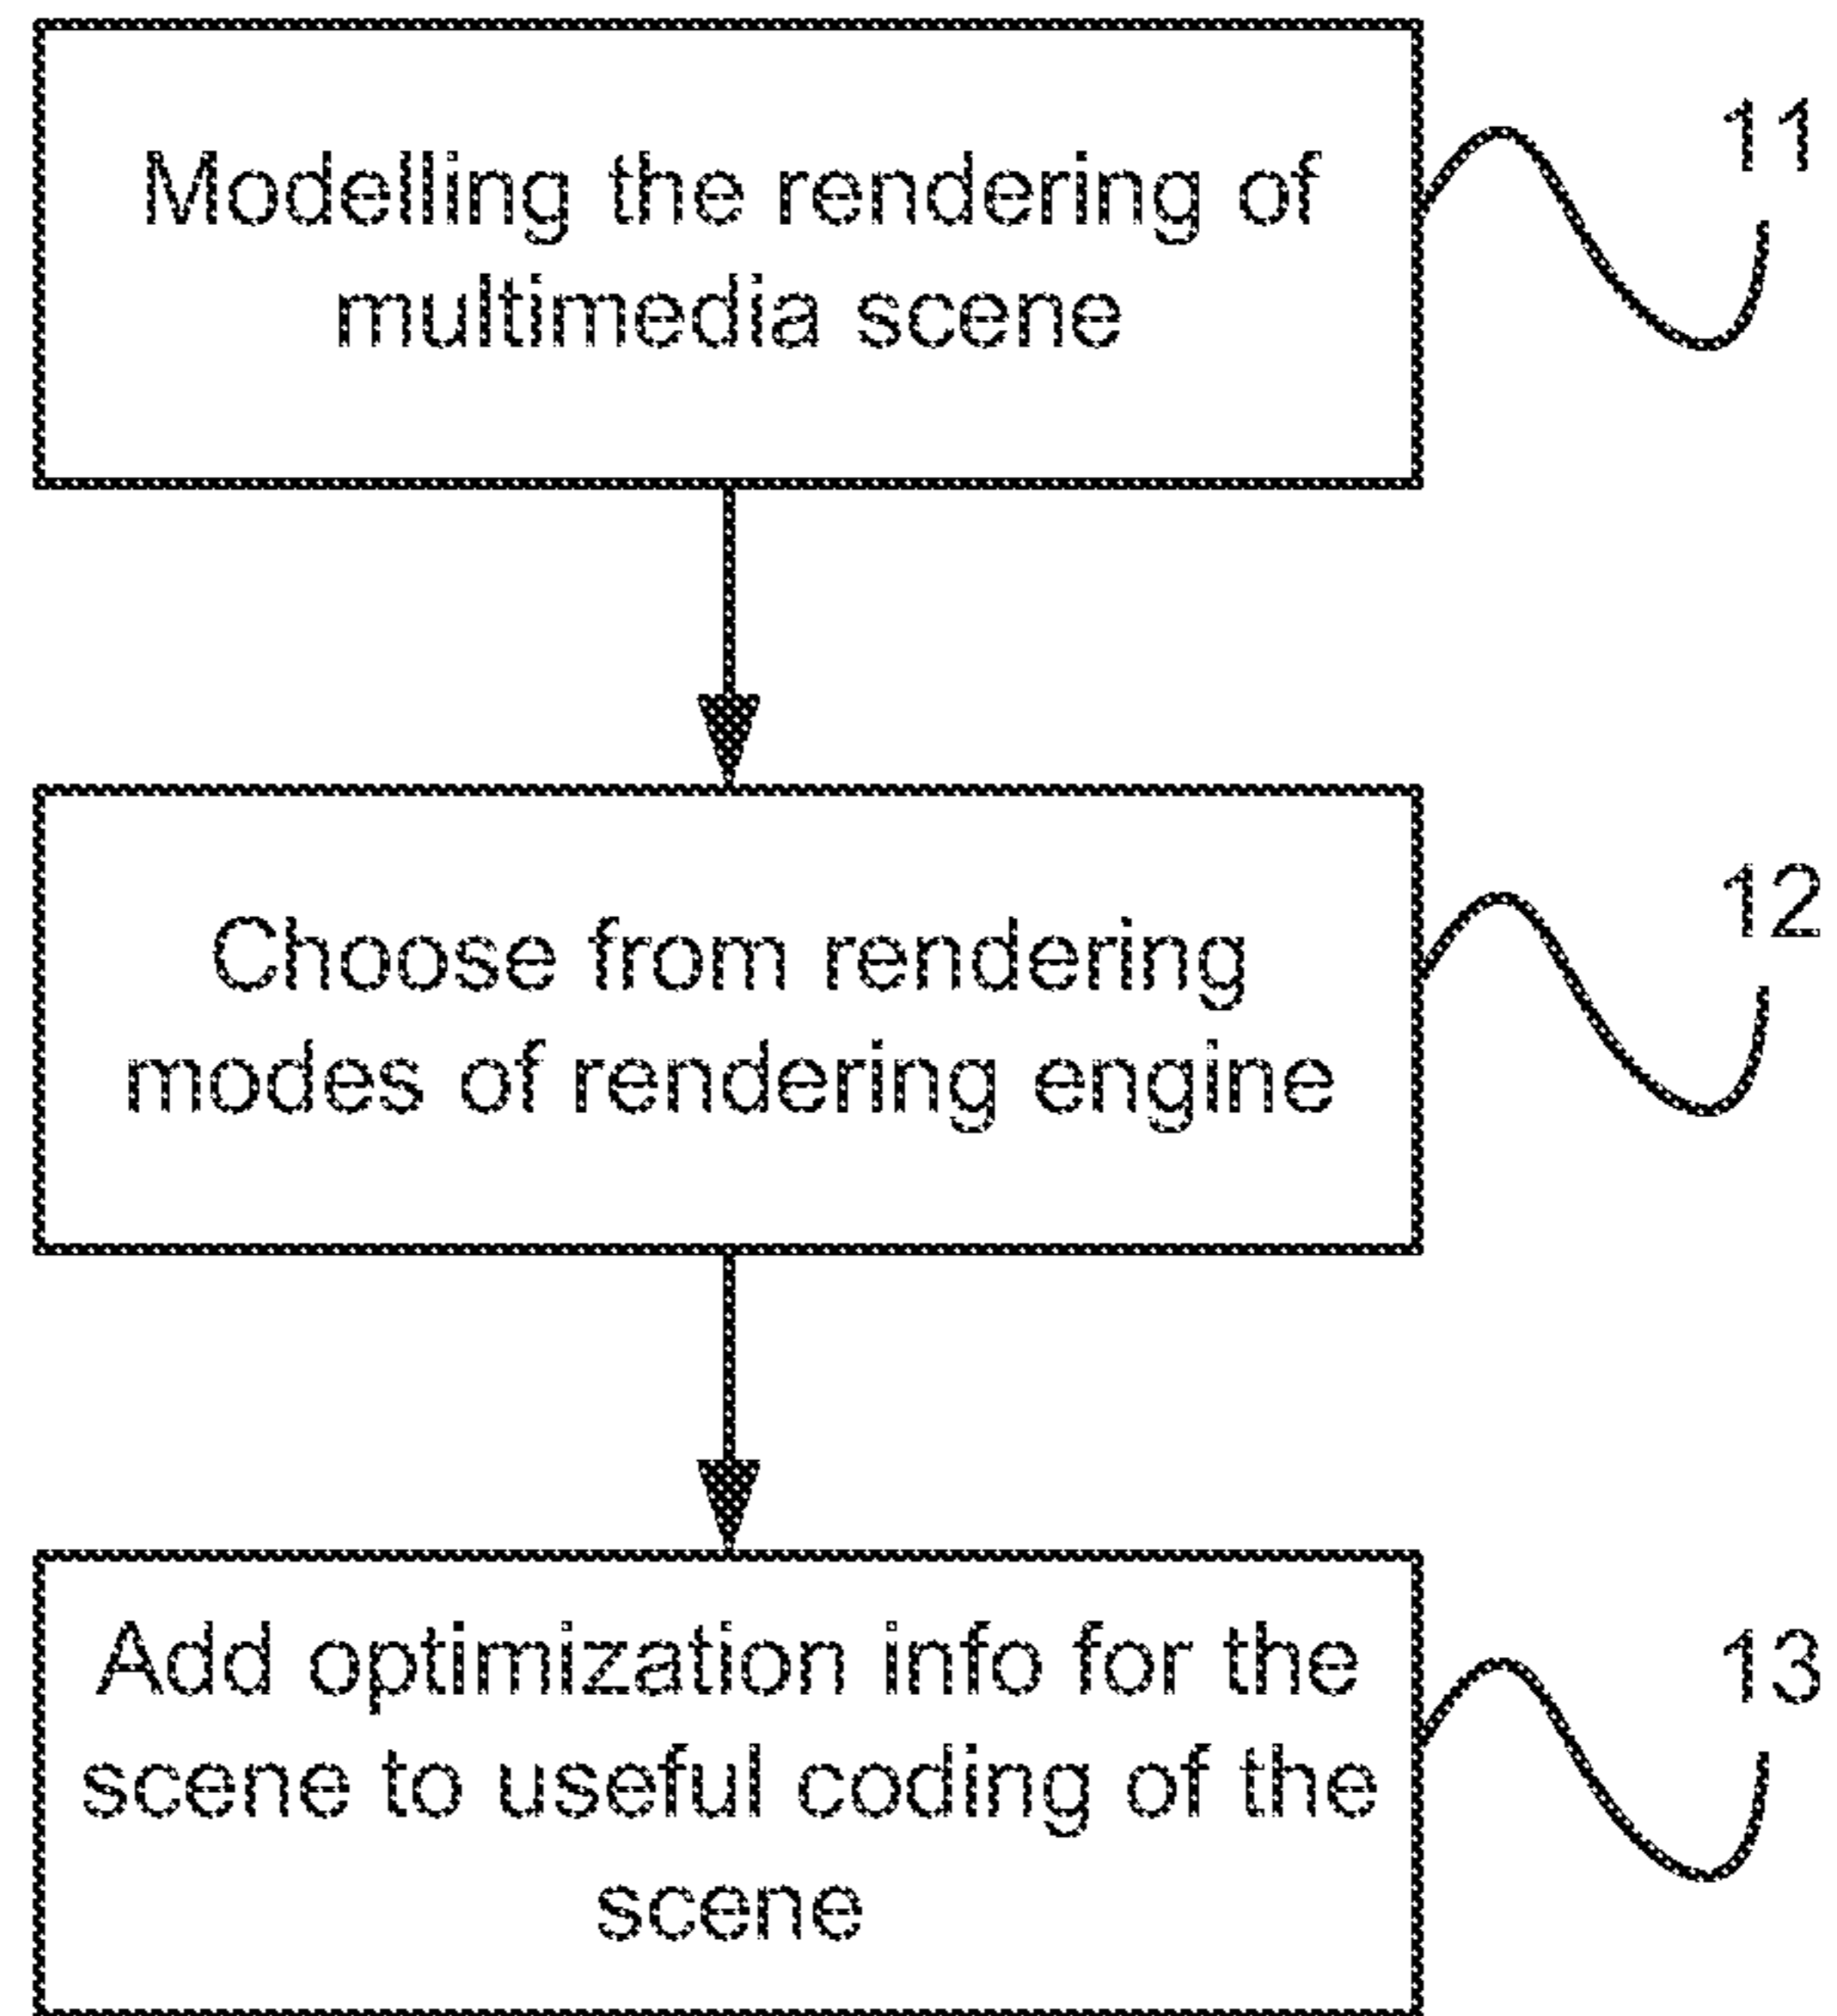 Modelling the rendering of
multimedia scene
11
Choose from rendering
modes of rendering engine
12
Add optimization info for the
scene to useful coding of the
scene
13